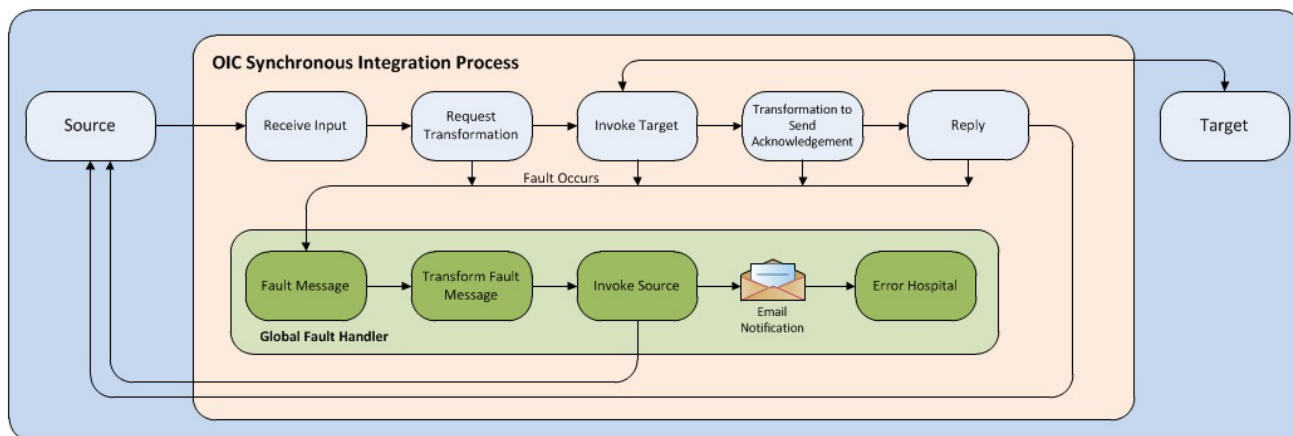 OIC Synchronous Integration Process
Source
Receive Input
Request
Transformation
Invoke Target
Transformation to
Send
Acknowledgement
Reply
Target
Fault Occurs
Fault Message
Transform Fault
Message
Invoke Source
Email
Notification
Error Hospital
Global Fault Handler